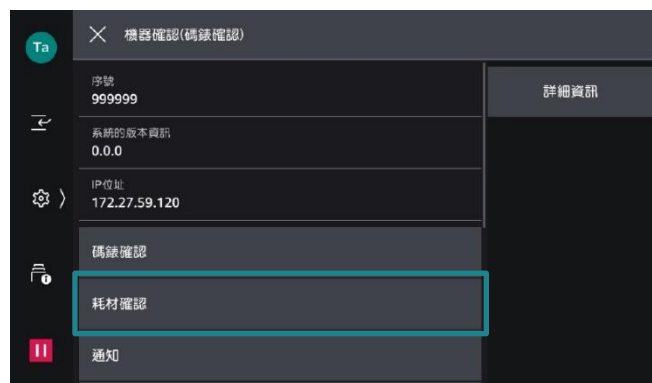 Ta
機器確認(碼錶確認)
序號
999999
詳細資訊
系統的版本資訊
0.0.0
IP位址
172.27.59.120
碼錶確認
耗材確認
通知